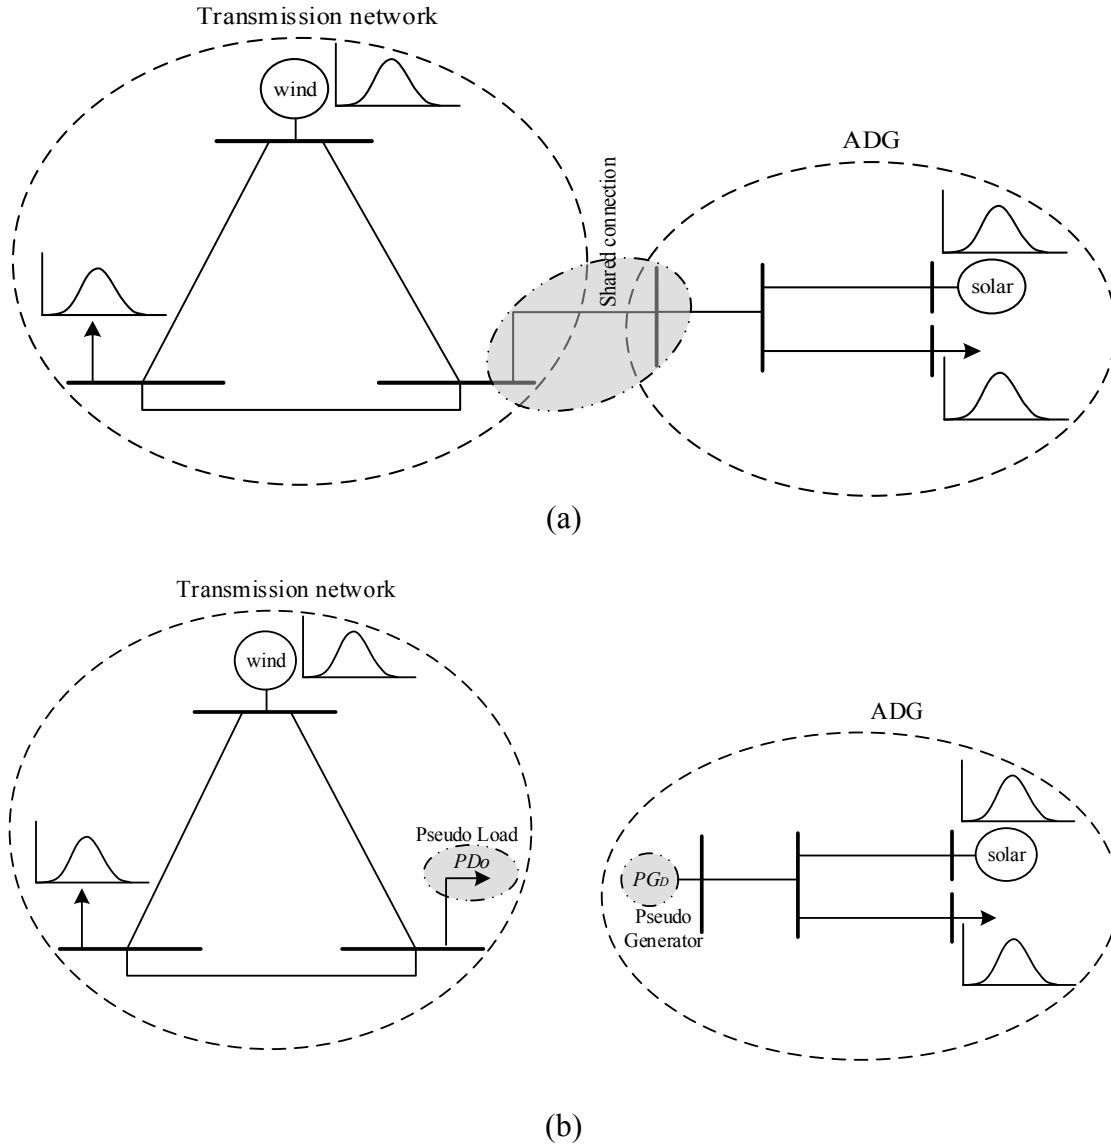 Transmission network
wind
ADG
Shared connection
solar
(a)
Transmission network
wind
ADG
Pseudo Load
PDo
solar
PGD
Pseudo
Generator
(b)